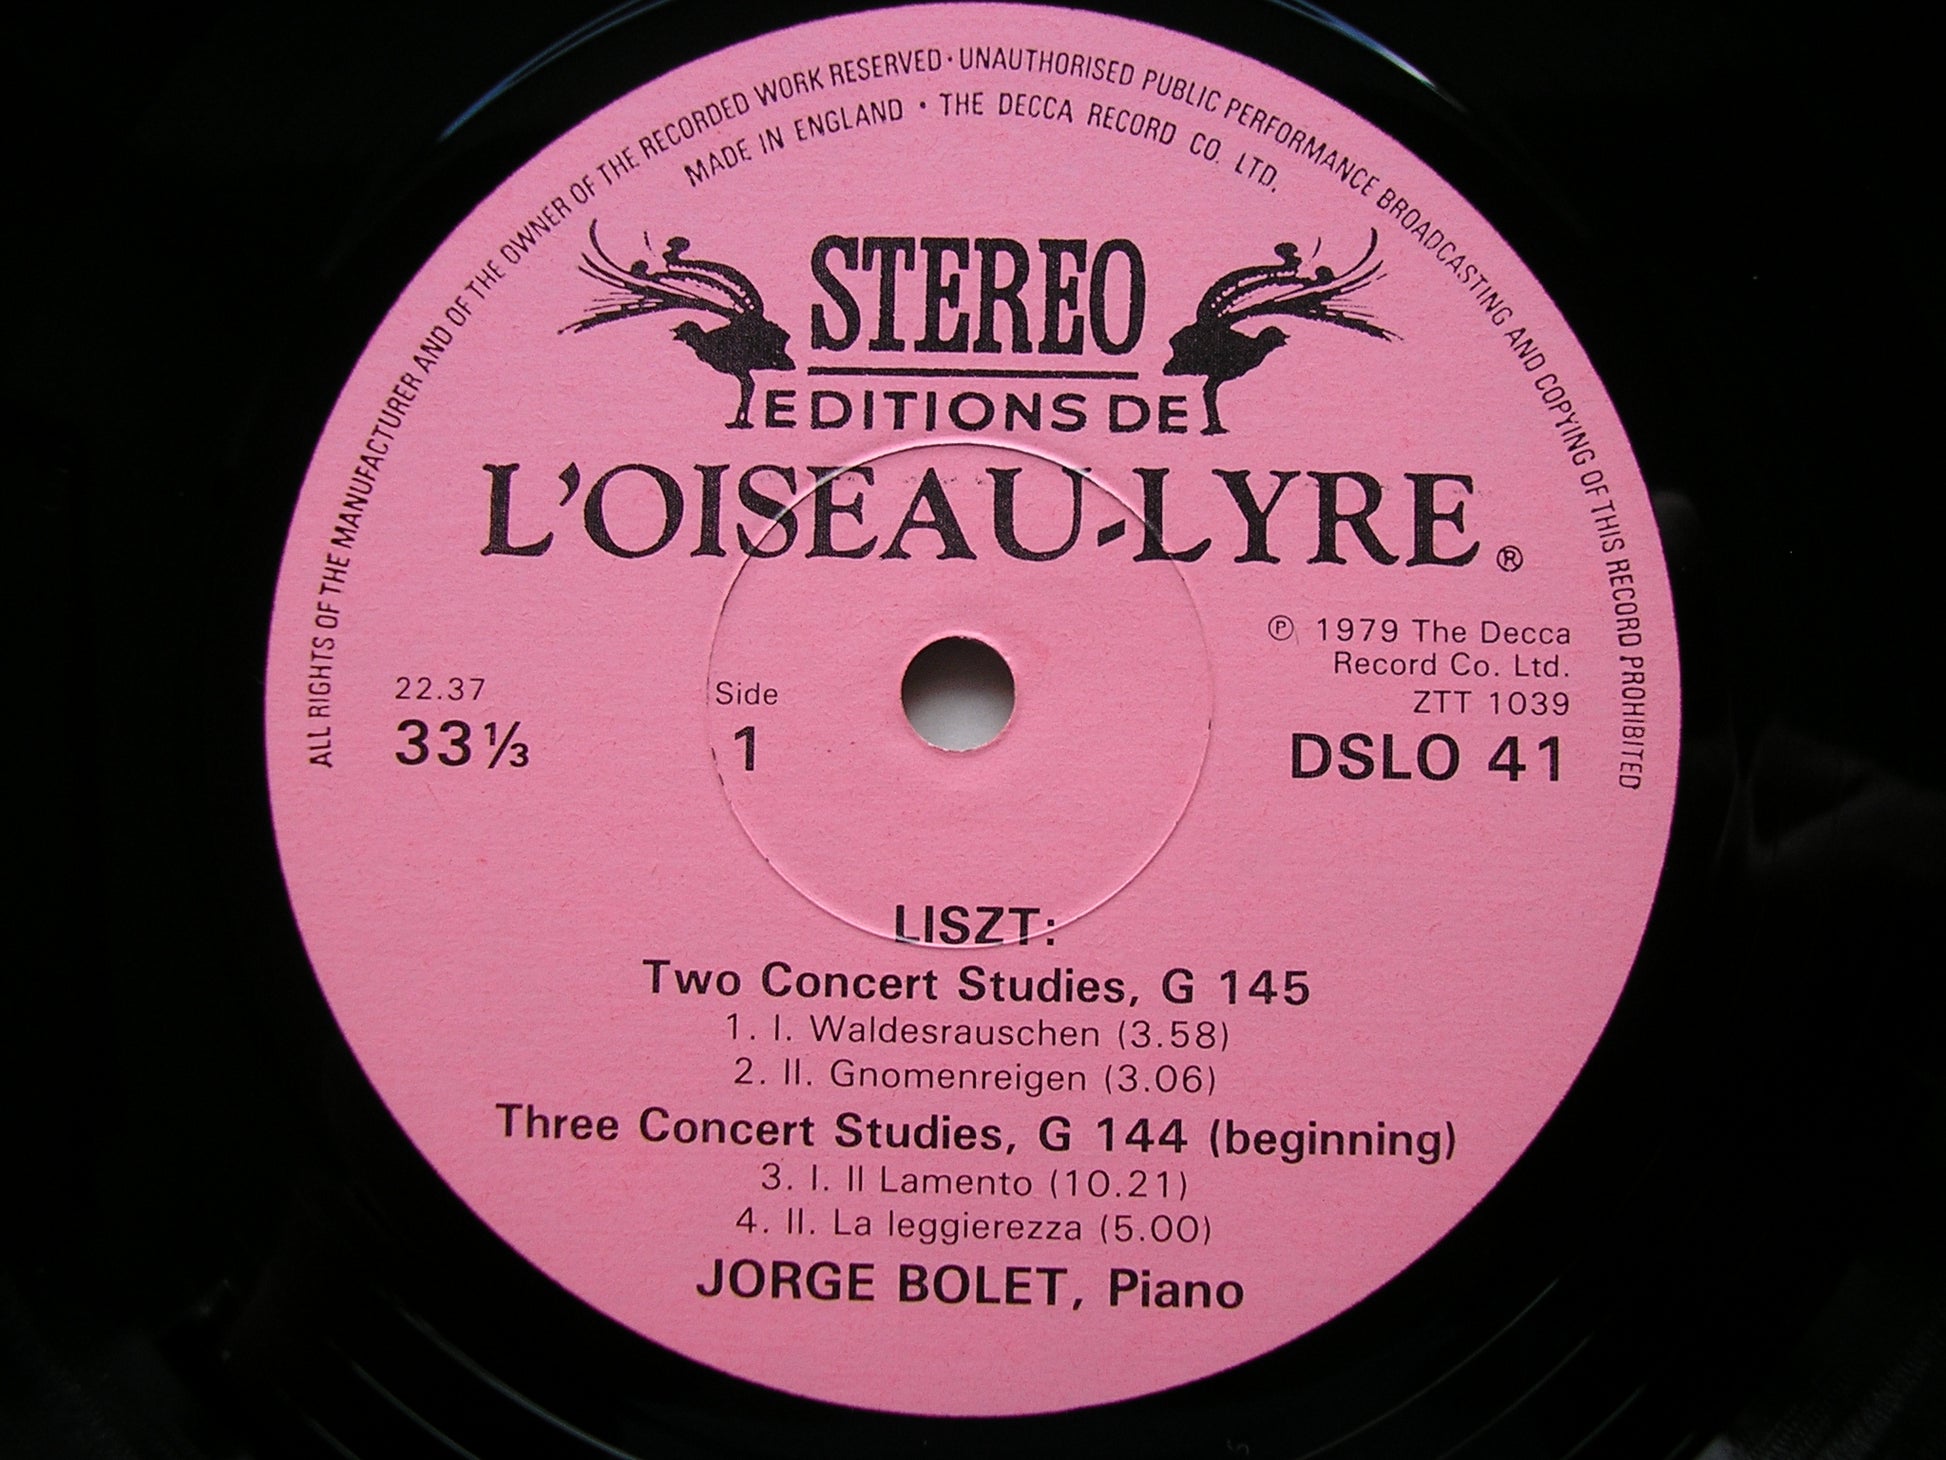 ALL RIGHTS OF THE MANUFACTURER AND OF THE OWNER OF THE RECORDED WORK RESERVED · UNAUTHORISED PUBLIC PERFORMANCE BROADCASTING AND COPYING OF THIS RECORD PROHIBITED
MADE IN ENGLAND · THE DECCA RECORD CO. LTD.
STEREO
EDITIONS DE
L'OISEAU-LYRE ®
℗ 1979 The Decca
Record Co. Ltd.
22.37
Side
ZTT 1039
33⅓
1
DSLO 41
LISZT:
Two Concert Studies, G 145
1. I. Waldesrauschen (3.58)
2. II. Gnomenreigen (3.06)
Three Concert Studies, G 144 (beginning)
3. I. Il Lamento (10.21)
4. II. La leggierezza (5.00)
JORGE BOLET, Piano